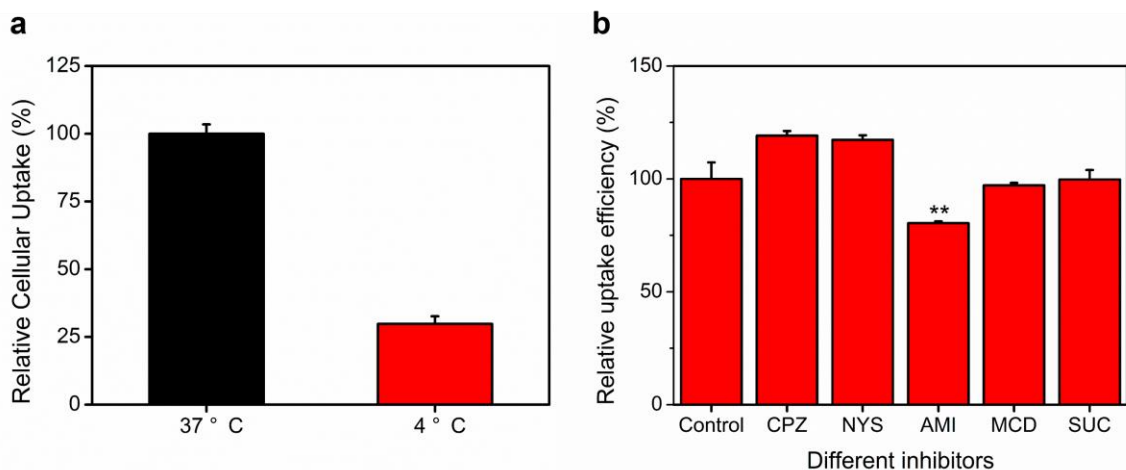 a
Relative Cellular Uptake (%)
125
100
75
50
25
0
37 ° C
4 ° C
b
Relative uptake efficiency (%)
150
100
50
0
**
Control
CPZ
NYS
AMI
MCD
SUC
Different inhibitors